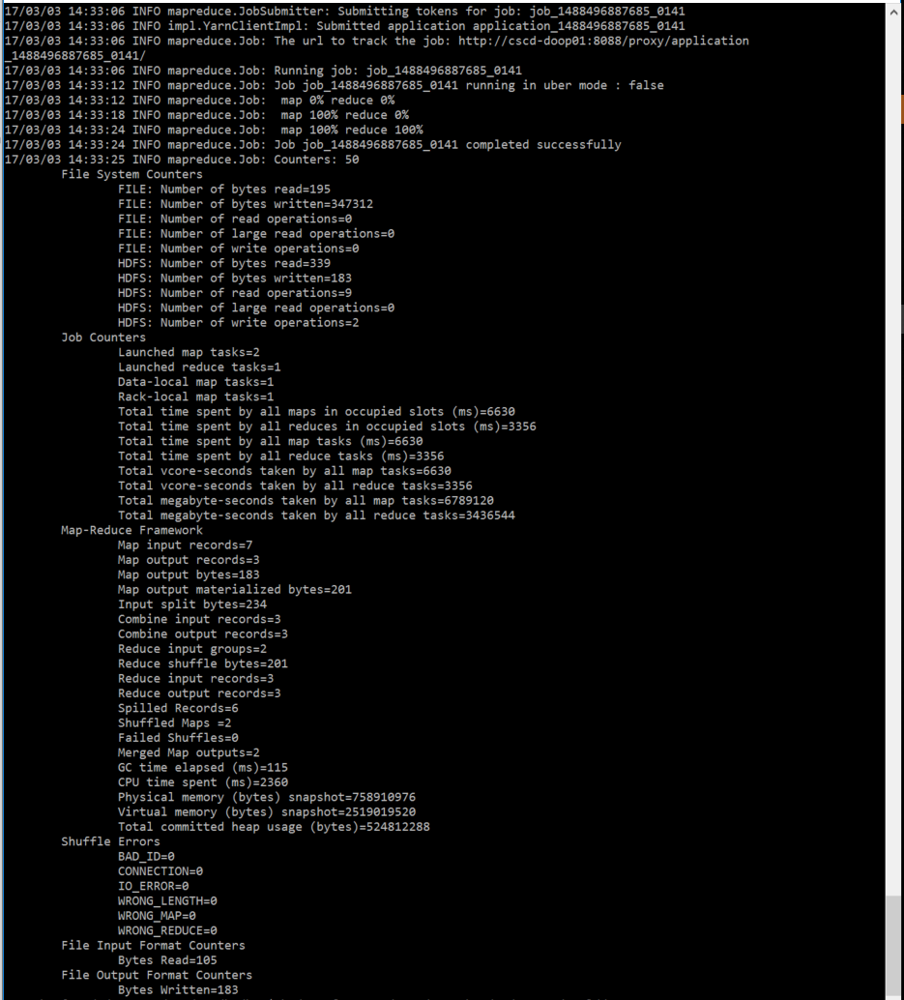 17/03/03 14:33:06 INFO mapreduce.JobSubmitter: Submitting tokens for job: job_1488496887685_0141
17/03/03 14:33:06 INFO impl.YarnClientImpl: Submitted application application_1488496887685_0141
17/03/03 14:33:06 INFO mapreduce.Job: The url to track the job: http://cscd-doop01:8088/proxy/application
_1488496887685_0141/
17/03/03 14:33:06 INFO mapreduce.Job: Running job: job_1488496887685_0141
17/03/03 14:33:12 INFO mapreduce.Job: Job job_1488496887685_0141 running in uber mode : false
17/03/03 14:33:12 INFO mapreduce.Job:  map 0% reduce 0%
17/03/03 14:33:18 INFO mapreduce.Job:  map 100% reduce 0%
17/03/03 14:33:24 INFO mapreduce.Job:  map 100% reduce 100%
17/03/03 14:33:24 INFO mapreduce.Job: Job job_1488496887685_0141 completed successfully
17/03/03 14:33:25 INFO mapreduce.Job: Counters: 50
File System Counters
FILE: Number of bytes read=195
FILE: Number of bytes written=347312
FILE: Number of read operations=0
FILE: Number of large read operations=0
FILE: Number of write operations=0
HDFS: Number of bytes read=339
HDFS: Number of bytes written=183
HDFS: Number of read operations=9
HDFS: Number of large read operations=0
HDFS: Number of write operations=2
Job Counters
Launched map tasks=2
Launched reduce tasks=1
Data-local map tasks=1
Rack-local map tasks=1
Total time spent by all maps in occupied slots (ms)=6630
Total time spent by all reduces in occupied slots (ms)=3356
Total time spent by all map tasks (ms)=6630
Total time spent by all reduce tasks (ms)=3356
Total vcore-seconds taken by all map tasks=6630
Total vcore-seconds taken by all reduce tasks=3356
Total megabyte-seconds taken by all map tasks=6789120
Total megabyte-seconds taken by all reduce tasks=3436544
Map-Reduce Framework
Map input records=7
Map output records=3
Map output bytes=183
Map output materialized bytes=201
Input split bytes=234
Combine input records=3
Combine output records=3
Reduce input groups=2
Reduce shuffle bytes=201
Reduce input records=3
Reduce output records=3
Spilled Records=6
Shuffled Maps =2
Failed Shuffles=0
Merged Map outputs=2
GC time elapsed (ms)=115
CPU time spent (ms)=2360
Physical memory (bytes) snapshot=758910976
Virtual memory (bytes) snapshot=2519019520
Total committed heap usage (bytes)=524812288
Shuffle Errors
BAD_ID=0
CONNECTION=0
IO_ERROR=0
WRONG_LENGTH=0
WRONG_MAP=0
WRONG_REDUCE=0
File Input Format Counters
Bytes Read=105
File Output Format Counters
Bytes Written=183